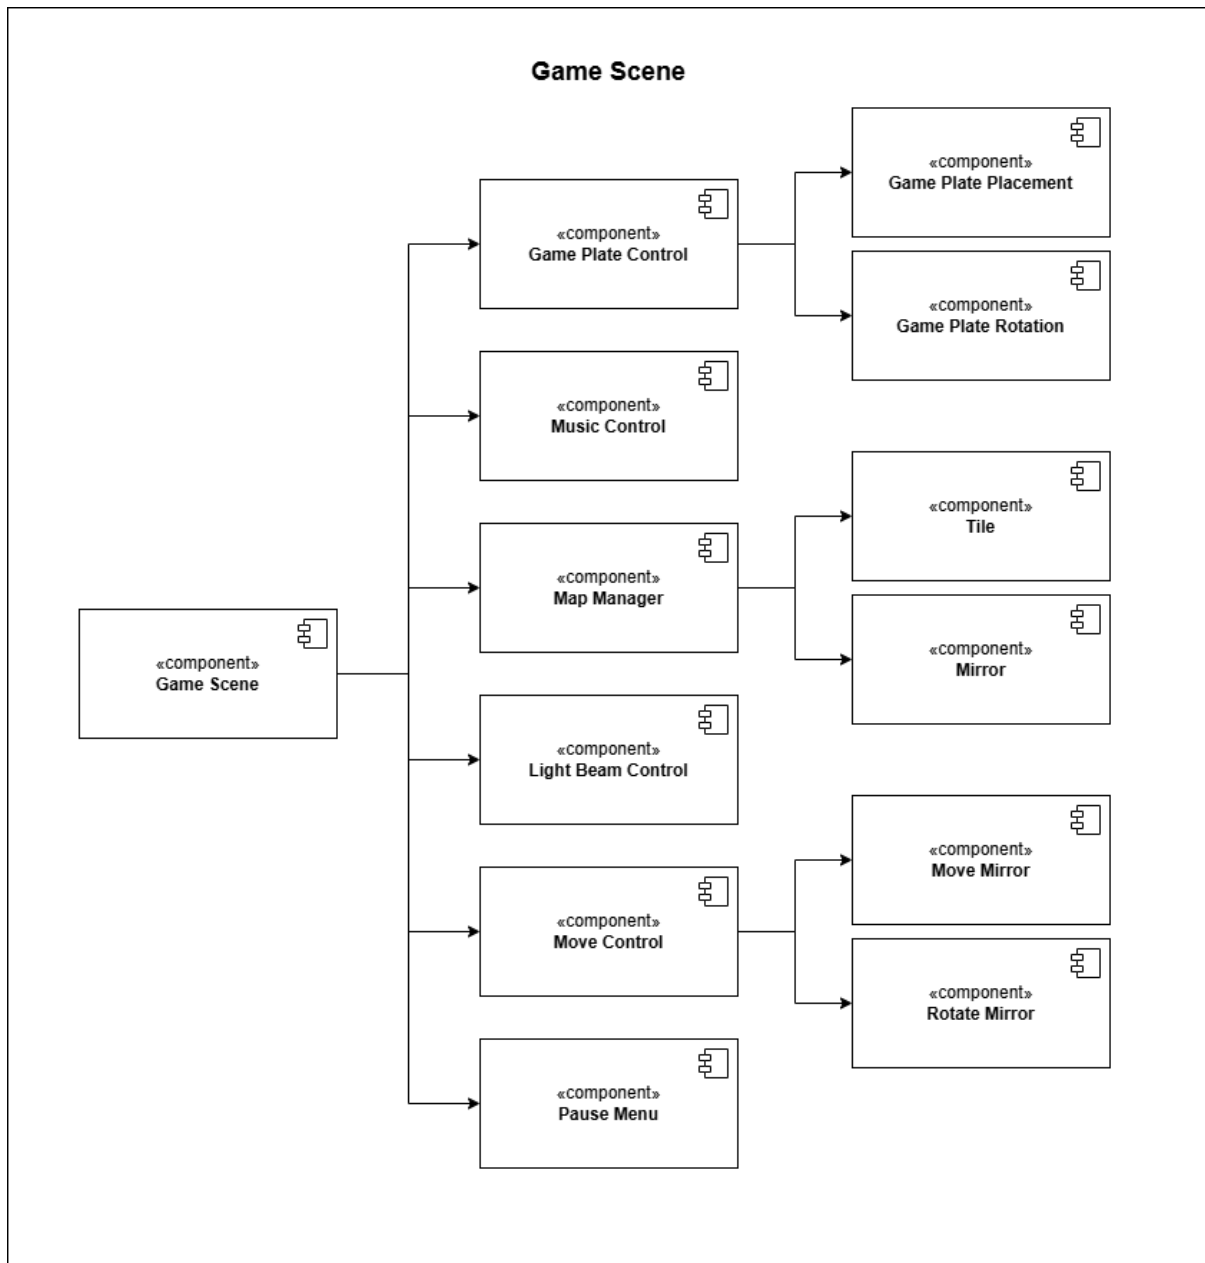 Game Scene
«component»
Game Plate Placement
«component»
Game Plate Control
«component»
Game Plate Rotation
«component»
Music Control
«component»
Tile
«component»
Map Manager
«component»
Mirror
«component»
Game Scene
«component»
Light Beam Control
«component»
Move Mirror
«component»
Move Control
«component»
Rotate Mirror
«component»
Pause Menu